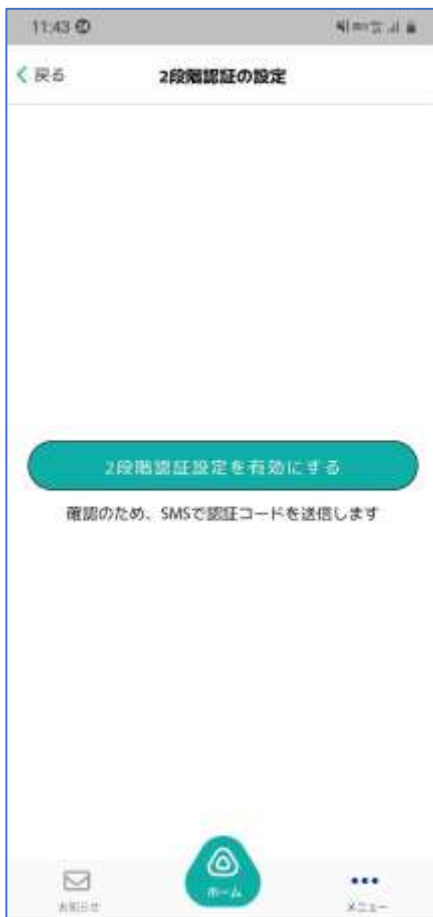 11:43
戻る
2段階認証の設定
2段階認証設定を有効にする
確認のため、SMSで認証コードを送信します
お知らせ
ホーム
メニュー